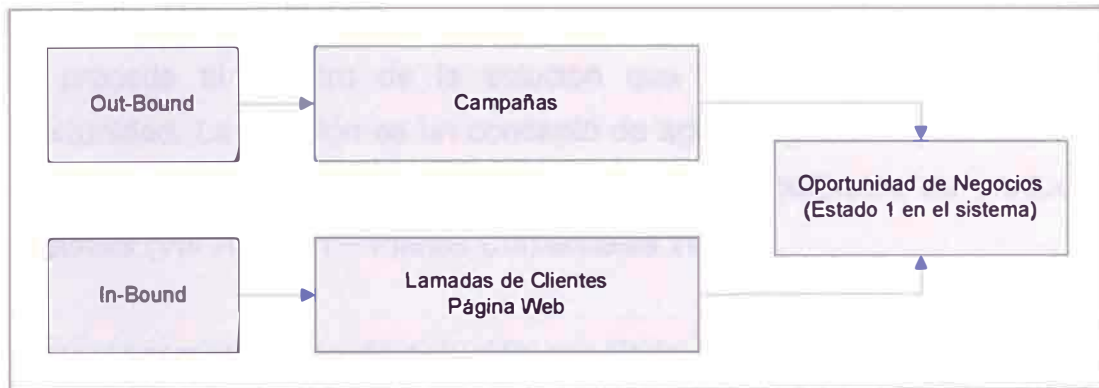 Out-Bound
Campañas
Oportunidad de Negocios
(Estado 1 en el sistema)
In-Bound
Lamadas de Clientes
Página Web